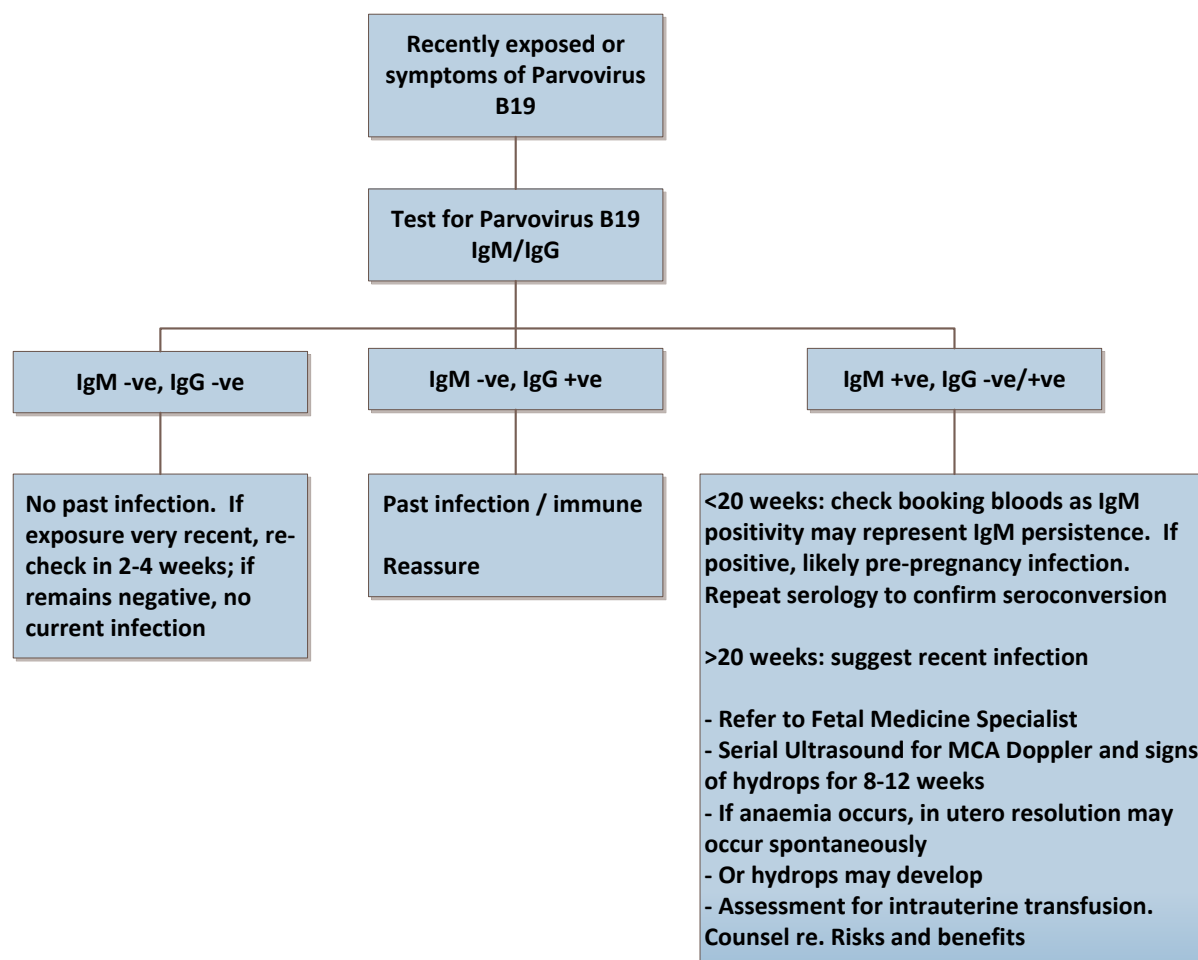 Recently exposed or
symptoms of Parvovirus
B19
Test for Parvovirus B19
IgM/IgG
IgM -ve, IgG -ve
IgM -ve, IgG +ve
IgM +ve, IgG -ve/+ve
No past infection.  If
exposure very recent, re-
check in 2-4 weeks; if
remains negative, no
current infection
Past infection / immune
Reassure
<20 weeks: check booking bloods as IgM
positivity may represent IgM persistence.  If
positive, likely pre-pregnancy infection.
Repeat serology to confirm seroconversion
>20 weeks: suggest recent infection
- Refer to Fetal Medicine Specialist
- Serial Ultrasound for MCA Doppler and signs
of hydrops for 8-12 weeks
- If anaemia occurs, in utero resolution may
occur spontaneously
- Or hydrops may develop
- Assessment for intrauterine transfusion.
Counsel re. Risks and benefits